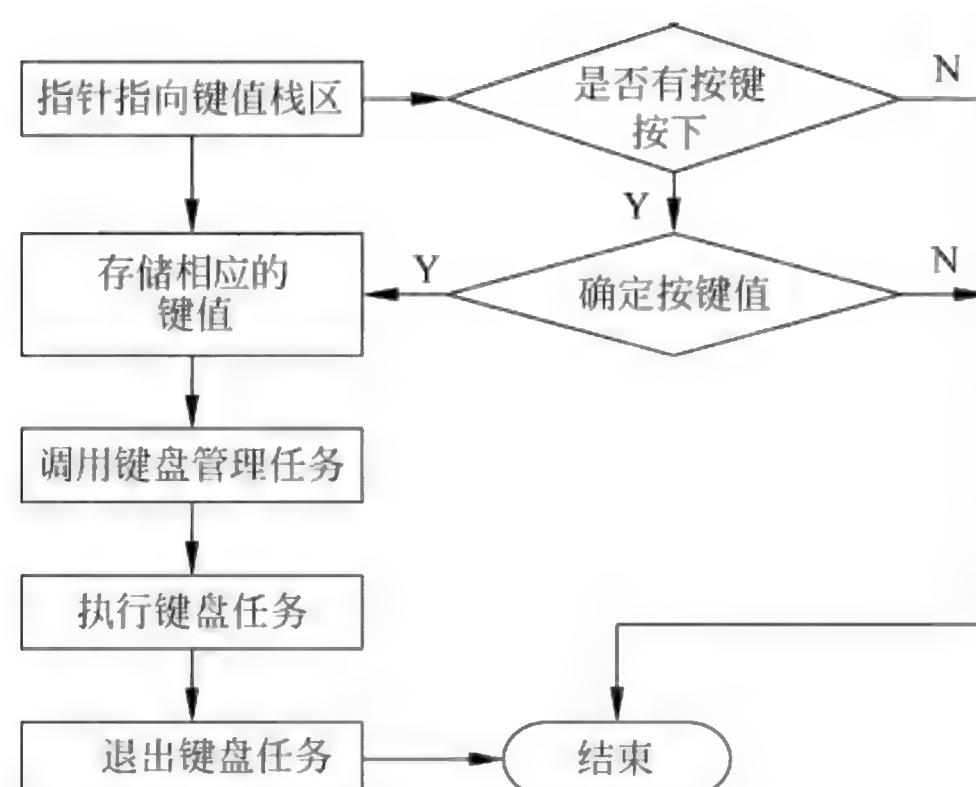 指针指向键值栈区
是否有按键
按下
N
Y
存储相应的
键值
Y
确定按键值
N
调用键盘管理任务
执行键盘任务
退出键盘任务
结束